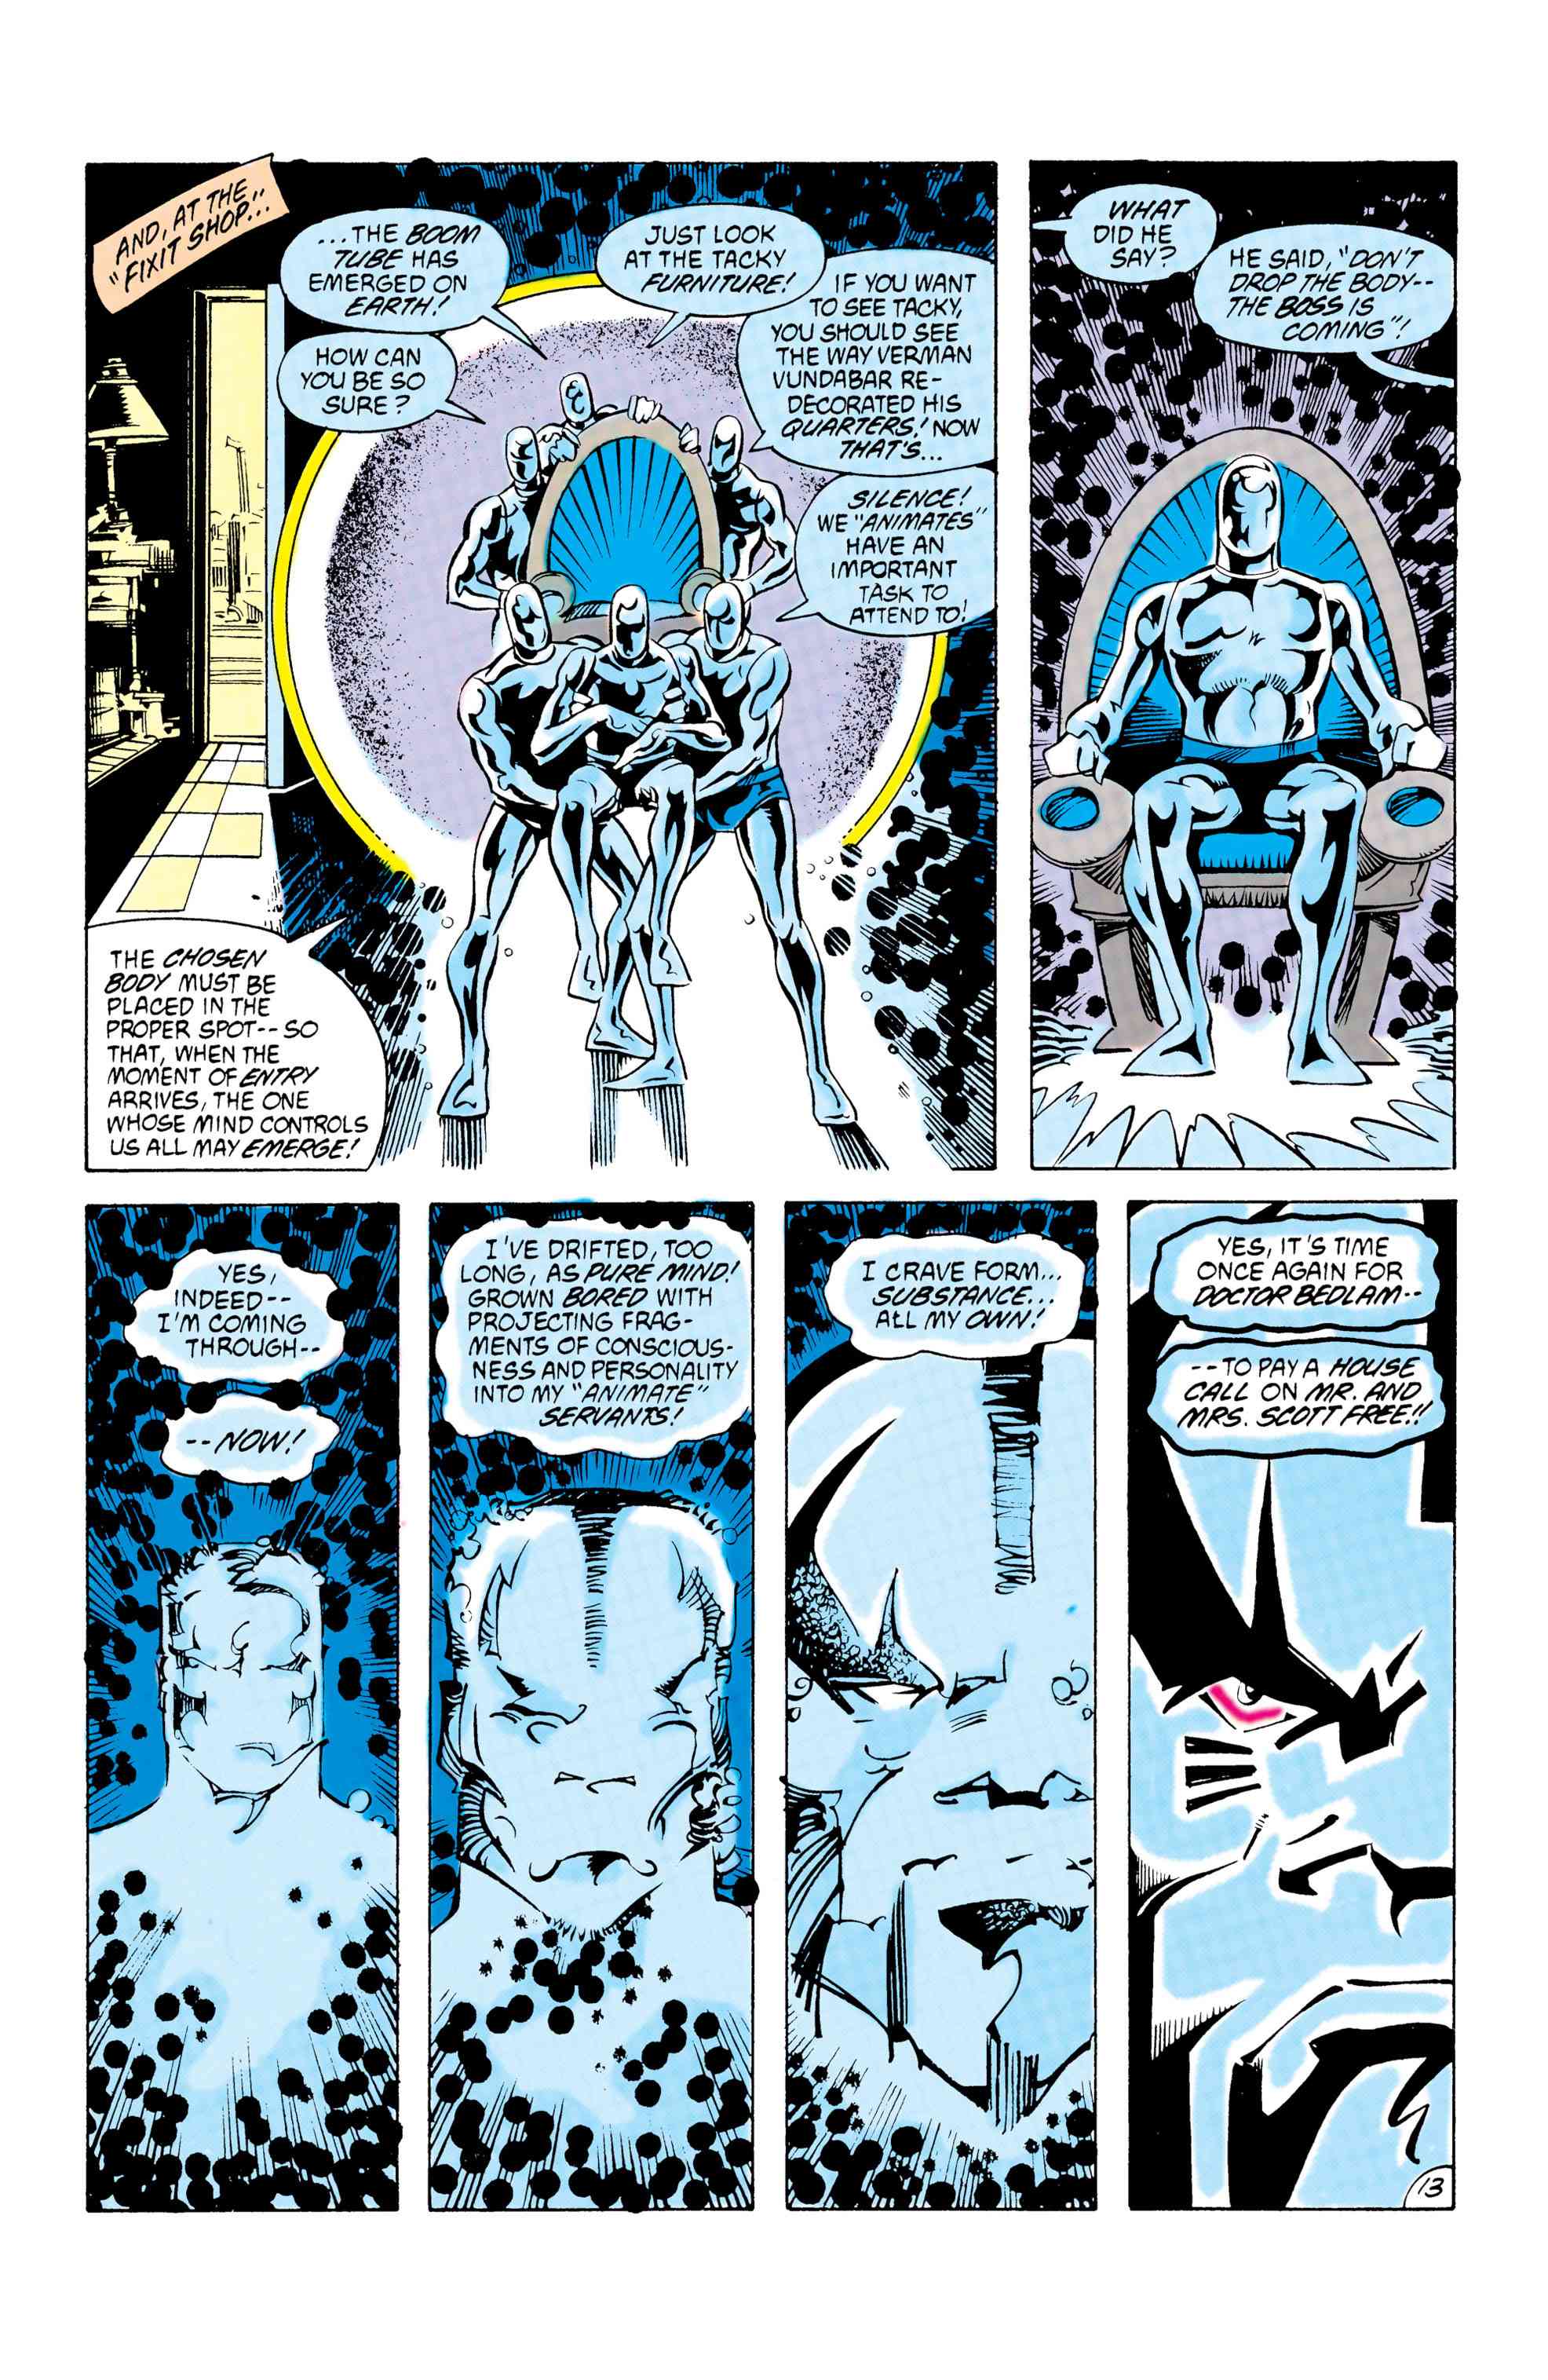 AND, AT THE
"FIXIT SHOP...
...THE BOOM
TUBE HAS
EMERGED ON
EARTH!
HOW CAN
YOU BE SO
SURE?
JUST LOOK
AT THE TACKY
FURNITURE!
IF YOU WANT
TO SEE TACKY,
YOU SHOULD SEE
THE WAY VERMAN
VUNDABAR RE-
DECORATED HIS
QUARTERS! NOW
THAT'S...
SILENCE!
WE "ANIMATES"
HAVE AN
IMPORTANT
TASK TO
ATTEND TO!
THE CHOSEN
BODY MUST BE
PLACED IN THE
PROPER SPOT--SO
THAT, WHEN THE
MOMENT OF ENTRY
ARRIVES, THE ONE
WHOSE MIND CONTROLS
US ALL MAY EMERGE!
WHAT
DID HE
SAY?
HE SAID, "DON'T
DROP THE BODY--
THE BOSS IS
COMING"!
YES,
INDEED--
I'M COMING
THROUGH--
--NOW!
I'VE DRIFTED, TOO
LONG, AS PURE MIND!
GROWN BORED WITH
PROJECTING FRAG-
MENTS OF CONSCIOUS-
NESS AND PERSONALITY
INTO MY "ANIMATE"
SERVANTS!
I CRAVE FORM...
SUBSTANCE...
ALL MY OWN!
YES, IT'S TIME
ONCE AGAIN FOR
DOCTOR BEDLAM--
--TO PAY A HOUSE
CALL ON MR. AND
MRS. SCOTT FREE!!
13